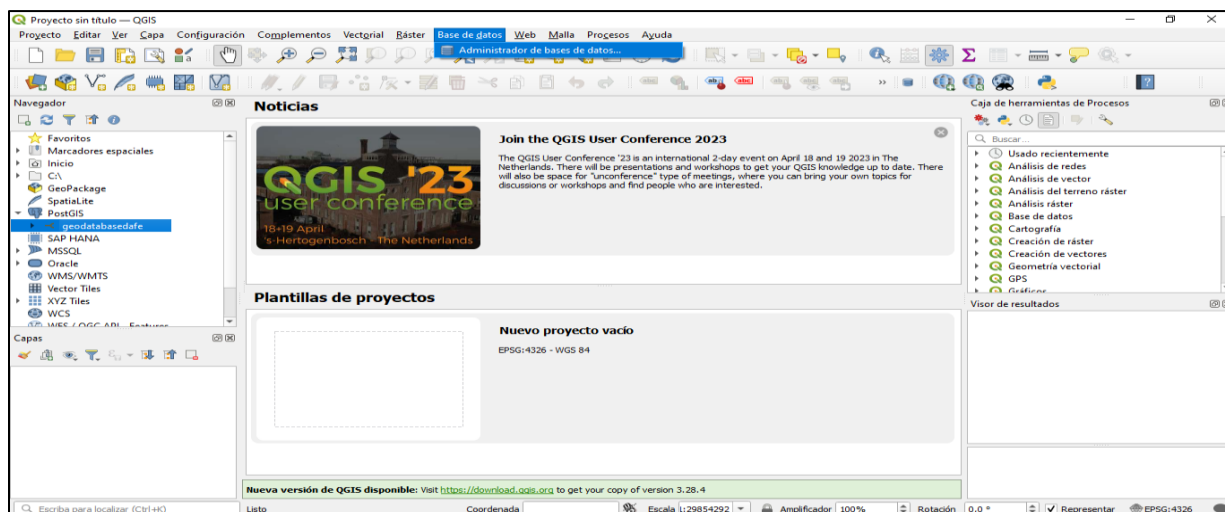 Proyecto sin título — QGIS
Proyecto Editar Ver Capa Configuración Complementos Vectorial Ráster Base de datos Web Malla Procesos Ayuda
Administrador de bases de datos...
Navegador
Favoritos
Marcadores espaciales
Inicio
C:\
GeoPackage
SpatiaLite
PostGIS
geodatabasedafe
SAP HANA
MSSQL
Oracle
WMS/WMTS
Vector Tiles
XYZ Tiles
WCS
WFS / OGC API - Features
Capas
Noticias
QGIS '23
user conference
18+19 April
's-Hertogenbosch - The Netherlands
Join the QGIS User Conference 2023
The QGIS User Conference '23 is an international 2-day event on April 18 and 19 2023 in The
Netherlands. There will be presentations and workshops to get your QGIS knowledge up to date. There
will also be space for "unconference" type of meetings, where you can bring your own topics for
discussions or workshops and find people who are interested.
Plantillas de proyectos
Nuevo proyecto vacío
EPSG:4326 - WGS 84
Nueva versión de QGIS disponible: Visit https://download.qgis.org to get your copy of version 3.28.4
Caja de herramientas de Procesos
Buscar...
Usado recientemente
Análisis de redes
Análisis de vector
Análisis del terreno ráster
Análisis ráster
Base de datos
Cartografía
Creación de ráster
Creación de vectores
Geometría vectorial
GPS
Gráficos
Visor de resultados
Escriba para localizar (Ctrl+K) Listo Coordenada Escala 1:29854292 Amplificador 100% Rotación 0.0 ° Representar EPSG:4326